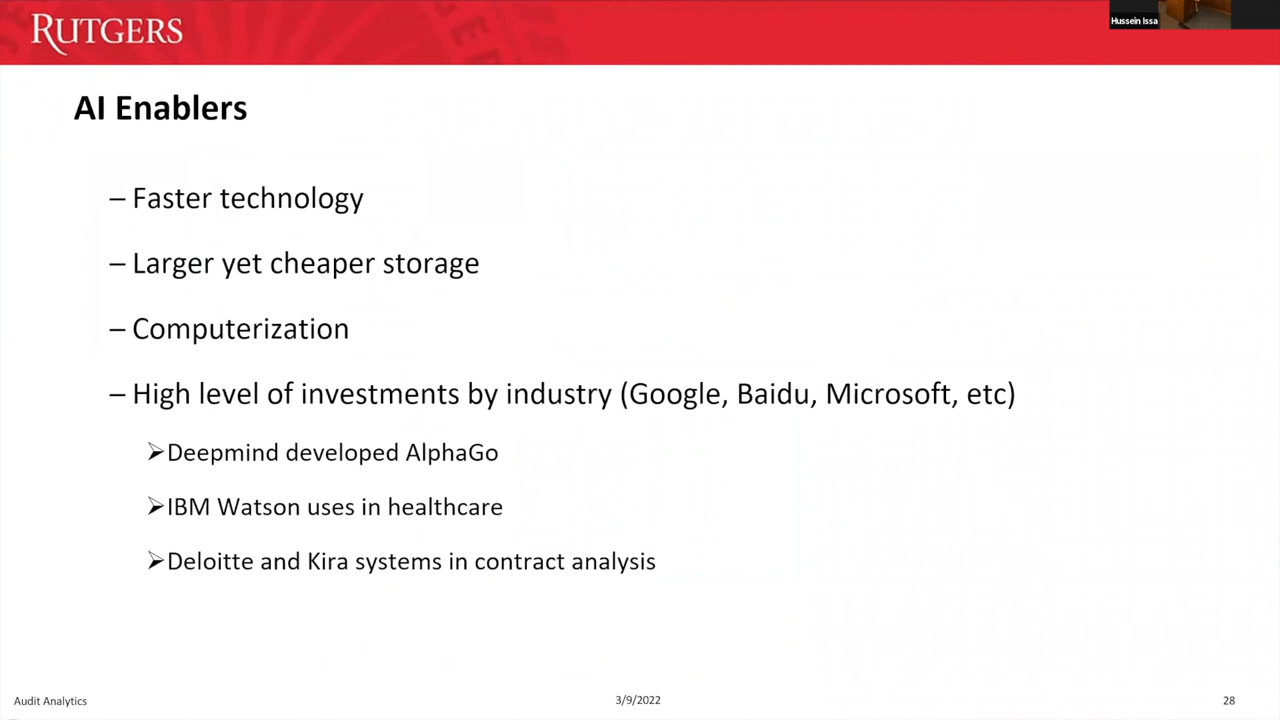 RUTGERS
Hussein Issa
AI Enablers
– Faster technology
– Larger yet cheaper storage
– Computerization
– High level of investments by industry (Google, Baidu, Microsoft, etc)
➢Deepmind developed AlphaGo
➢IBM Watson uses in healthcare
➢Deloitte and Kira systems in contract analysis
Audit Analytics
3/9/2022
28